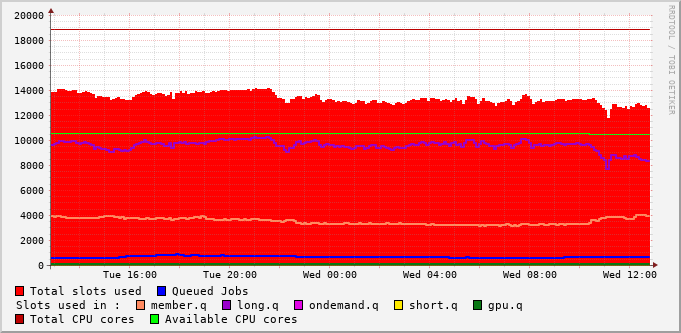 20000
18000
16000
14000
12000
10000
8000
6000
4000
2000
0
Tue 16:00 Tue 20:00 Wed 00:00 Wed 04:00 Wed 08:00 Wed 12:00
Total slots used Queued Jobs
Slots used in : member.q long.q ondemand.q short.q gpu.q
Total CPU cores Available CPU cores
RRDTOOL / TOBI OETIKER